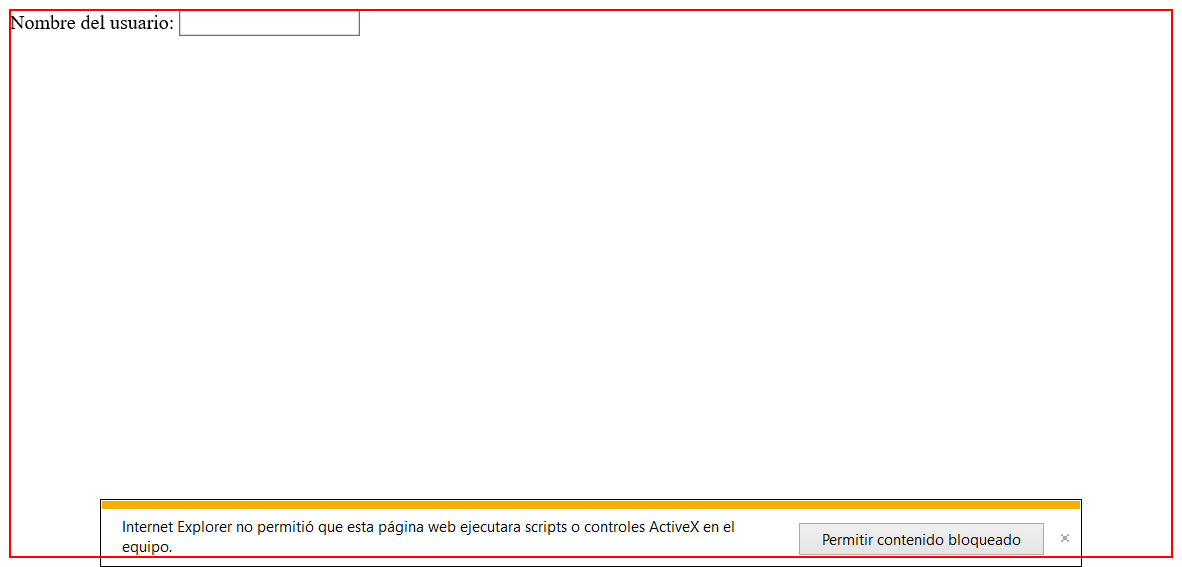 Nombre del usuario:
Internet Explorer no permitió que esta página web ejecutara scripts o controles ActiveX en el
equipo.
Permitir contenido bloqueado